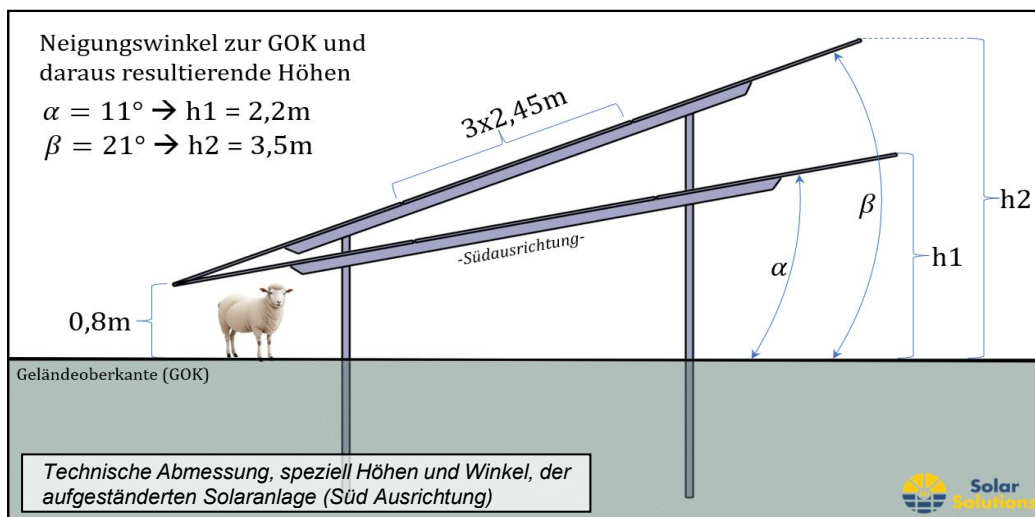 Neigungswinkel zur GOK und
daraus resultierende Höhen
α = 11° → h1 = 2,2m
β = 21° → h2 = 3,5m
3x2,45m
-Südausrichtung-
α
β
h1
h2
0,8m
Geländeoberkante (GOK)
Technische Abmessung, speziell Höhen und Winkel, der
aufgeständerten Solaranlage (Süd Ausrichtung)
Solar
Solutions